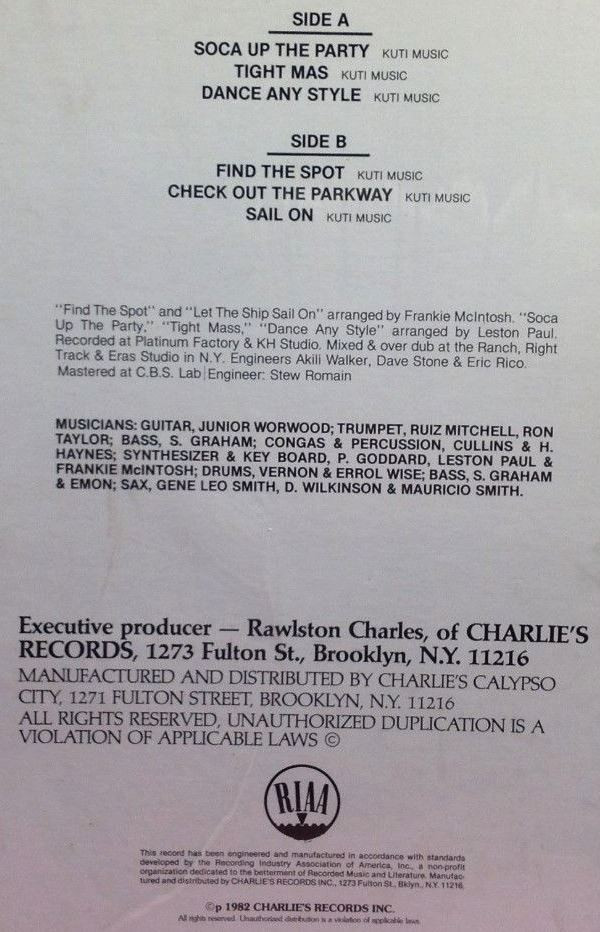 SIDE A
SOCA UP THE PARTY KUTI MUSIC
TIGHT MAS KUTI MUSIC
DANCE ANY STYLE KUTI MUSIC
SIDE B
FIND THE SPOT KUTI MUSIC
CHECK OUT THE PARKWAY KUTI MUSIC
SAIL ON KUTI MUSIC
"Find The Spot" and "Let The Ship Sail On" arranged by Frankie McIntosh. "Soca
Up The Party," "Tight Mass," "Dance Any Style" arranged by Leston Paul.
Recorded at Platinum Factory & KH Studio. Mixed & over dub at the Ranch, Right
Track & Eras Studio in N.Y. Engineers Akili Walker, Dave Stone & Eric Rico.
Mastered at C.B.S. Lab|Engineer: Stew Romain
MUSICIANS: GUITAR, JUNIOR WORWOOD; TRUMPET, RUIZ MITCHELL, RON
TAYLOR; BASS, S. GRAHAM; CONGAS & PERCUSSION, CULLINS & H.
HAYNES; SYNTHESIZER & KEY BOARD, P. GODDARD, LESTON PAUL &
FRANKIE McINTOSH; DRUMS, VERNON & ERROL WISE; BASS, S. GRAHAM
& EMON; SAX, GENE LEO SMITH, D. WILKINSON & MAURICIO SMITH.
Executive producer — Rawlston Charles, of CHARLIE'S
RECORDS, 1273 Fulton St., Brooklyn, N.Y. 11216
MANUFACTURED AND DISTRIBUTED BY CHARLIE'S CALYPSO
CITY, 1271 FULTON STREET, BROOKLYN, N.Y. 11216
ALL RIGHTS RESERVED, UNAUTHORIZED DUPLICATION IS A
VIOLATION OF APPLICABLE LAWS ©
RIAA
This record has been engineered and manufactured in accordance with standards
developed by the Recording Industry Association of America, Inc., a non-profit
organization dedicated to the betterment of Recorded Music and Literature. Manufac-
tured and distributed by CHARLIE'S RECORDS INC., 1273 Fulton St., Bklyn., N.Y. 11216.
©p 1982 CHARLIE'S RECORDS INC.
All rights reserved. Unauthorized distribution is a violation of applicable laws.